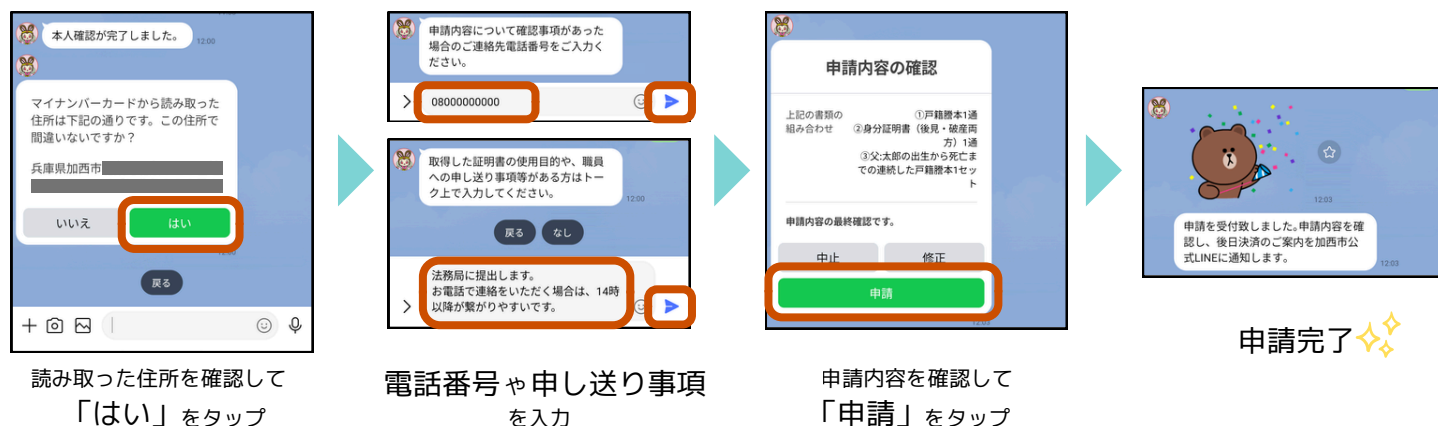 本人確認が完了しました。
12:00
マイナンバーカードから読み取った
住所は下記の通りです。この住所で
間違いないですか？
兵庫県加西市
いいえ
はい
戻る
読み取った住所を確認して
「はい」をタップ
申請内容について確認事項があった
場合のご連絡先電話番号をご入力く
ださい。
08000000000
取得した証明書の使用目的や、職員
への申し送り事項等がある方はトー
ク上で入力してください。
12:00
戻る
なし
法務局に提出します。
お電話で連絡をいただく場合は、14時
以降が繋がりやすいです。
電話番号や申し送り事項
を入力
申請内容の確認
上記の書類の
組み合わせ
①戸籍謄本1通
②身分証明書（後見・破産両
方）1通
③父:太郎の出生から死亡ま
での連続した戸籍謄本1セッ
ト
申請内容の最終確認です。
中止
修正
申請
12:03
申請内容を確認して
「申請」をタップ
12:03
申請を受付致しました。申請内容を確
認し、後日決済のご案内を加西市公
式LINEに通知します。
12:03
申請完了